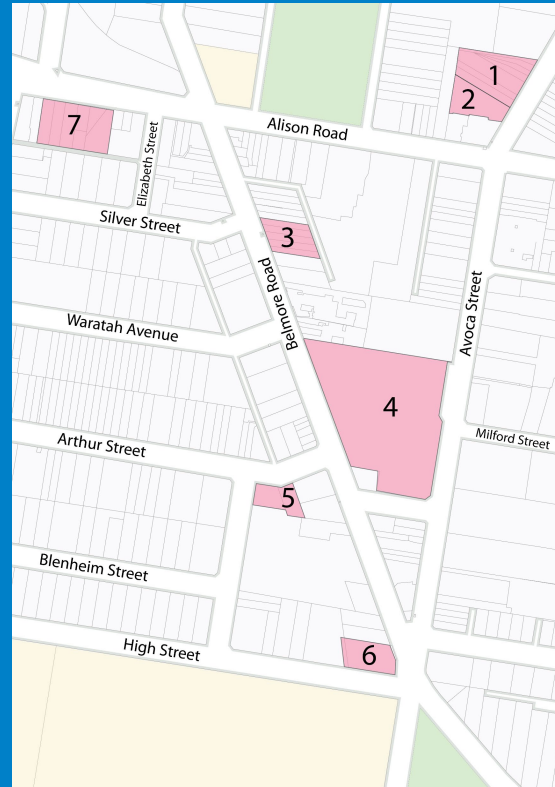 1
2
7
Alison Road
Elizabeth Street
Silver Street
3
Belmore Road
Avoca Street
Waratah Avenue
4
Milford Street
Arthur Street
5
Blenheim Street
High Street
6